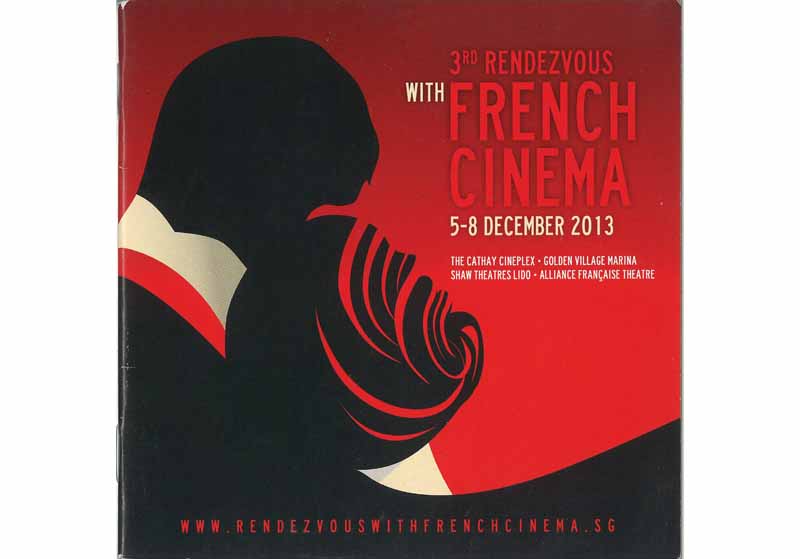 3RD RENDEZVOUS
WITH FRENCH
CINEMA
5-8 DECEMBER 2013
THE CATHAY CINEPLEX • GOLDEN VILLAGE MARINA
SHAW THEATRES LIDO • ALLIANCE FRANÇAISE THEATRE
WWW.RENDEZVOUSWITHFRENCHCINEMA.SG